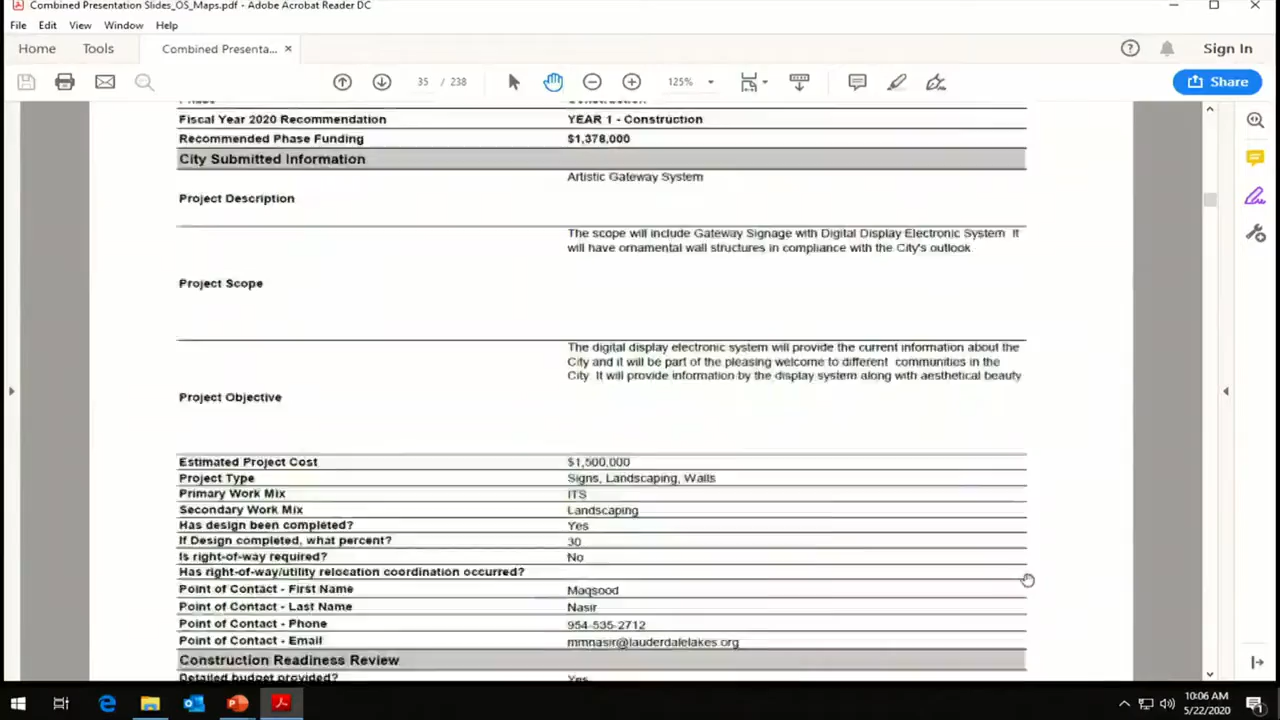 Combined Presentation Slides_OS_Maps.pdf - Adobe Acrobat Reader DC
File Edit View Window Help
Home Tools Combined Presenta... × Sign In
35 / 238 125% Share
Phase Construction
Fiscal Year 2020 Recommendation YEAR 1 - Construction
Recommended Phase Funding $1,378,000
City Submitted Information
Artistic Gateway System
Project Description
The scope will include Gateway Signage with Digital Display Electronic System It
will have ornamental wall structures in compliance with the City's outlook.
Project Scope
The digital display electronic system will provide the current information about the
City and it will be part of the pleasing welcome to different communities in the
City It will provide information by the display system along with aesthetical beauty
Project Objective
Estimated Project Cost $1,500,000
Project Type Signs, Landscaping, Walls
Primary Work Mix ITS
Secondary Work Mix Landscaping
Has design been completed? Yes
If Design completed, what percent? 30
Is right-of-way required? No
Has right-of-way/utility relocation coordination occurred?
Point of Contact - First Name Maqsood
Point of Contact - Last Name Nasir
Point of Contact - Phone 954-535-2712
Point of Contact - Email mmnasir@lauderdalelakes.org
Construction Readiness Review
Detailed budget provided? Yes
10:06 AM
5/22/2020